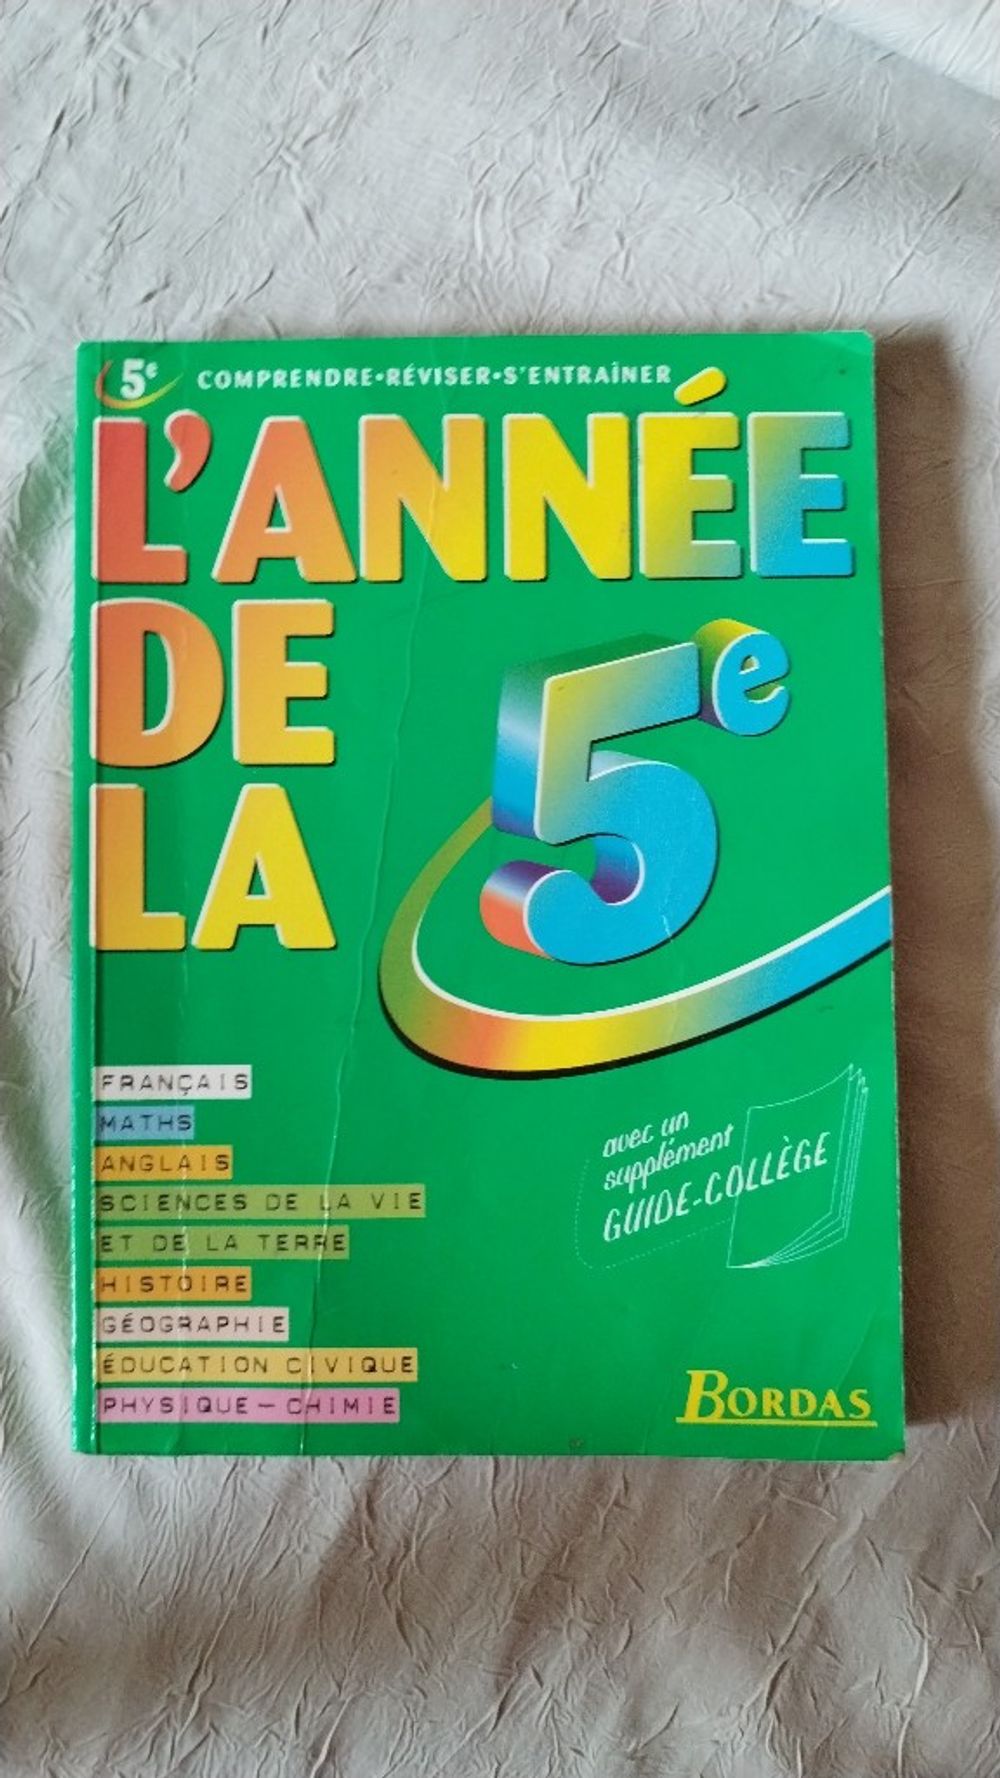 5e COMPRENDRE•RÉVISER•S'ENTRAÎNER
L'ANNÉE
DE
LA
5e
FRANÇAIS
MATHS
ANGLAIS
SCIENCES DE LA VIE
ET DE LA TERRE
HISTOIRE
GÉOGRAPHIE
ÉDUCATION CIVIQUE
PHYSIQUE-CHIMIE
avec un
supplément
GUIDE-COLLÈGE
BORDAS